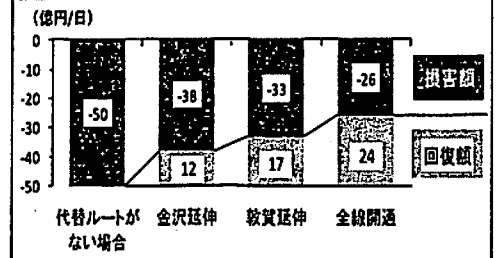 (億円/日)
0
-10
-20
-30
-40
-50
-50
-38
-33
-26
損害額
12
17
24
回復額
代替ルートが
ない場合
金沢延伸
敦賀延伸
全線開通